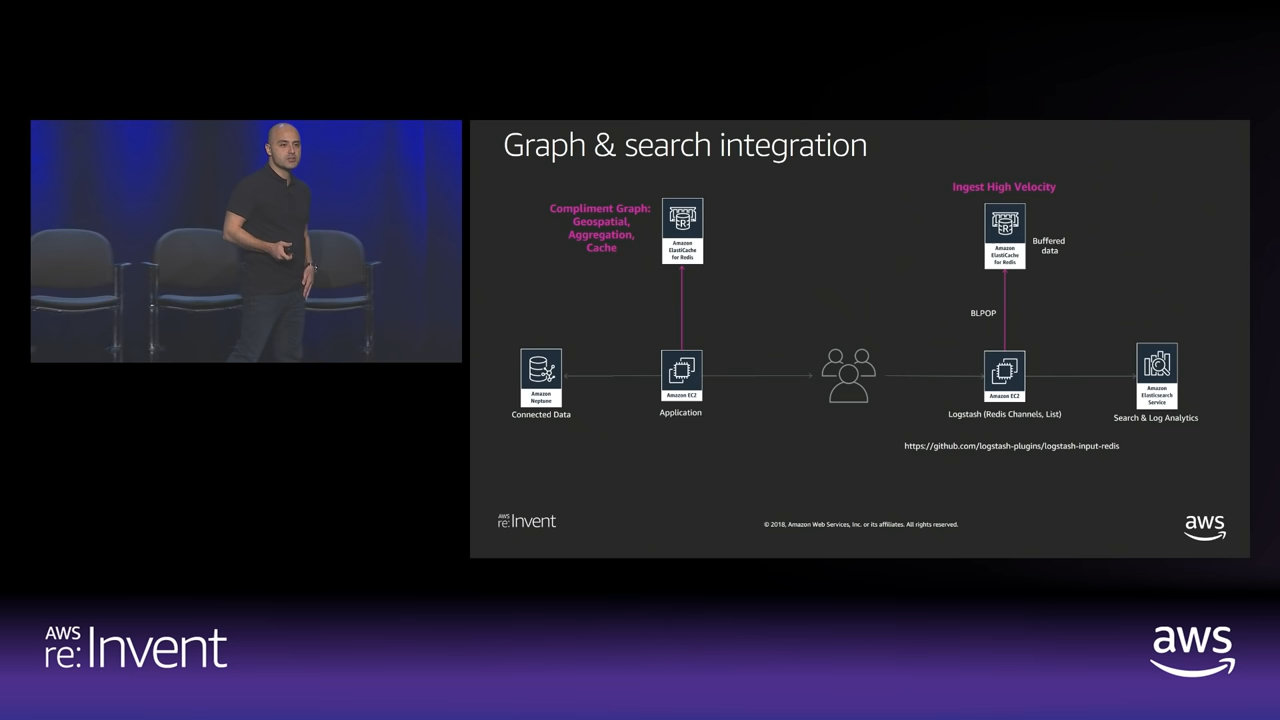 Graph & search integration
Compliment Graph:
Geospatial,
Aggregation,
Cache
R
Amazon
ElastiCache
for Redis
Ingest High Velocity
R
Amazon
ElastiCache
for Redis
Buffered
data
BLPOP
Amazon
Neptune
Connected Data
Amazon EC2
Application
Amazon EC2
Logstash (Redis Channels, List)
Amazon
Elasticsearch
Service
Search & Log Analytics
https://github.com/logstash-plugins/logstash-input-redis
AWS
re:Invent
© 2018, Amazon Web Services, Inc. or its affiliates. All rights reserved.
aws
AWS
re:Invent
aws